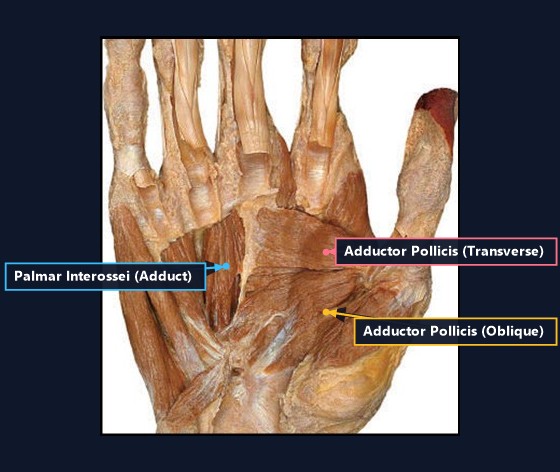 Adductor Pollicis (Transverse)
Palmar Interossei (Adduct)
Adductor Pollicis (Oblique)